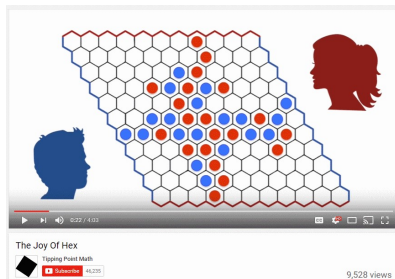 0:22 / 4:03
The Joy Of Hex
Tipping Point Math
Subscribe 46,235
9,528 views